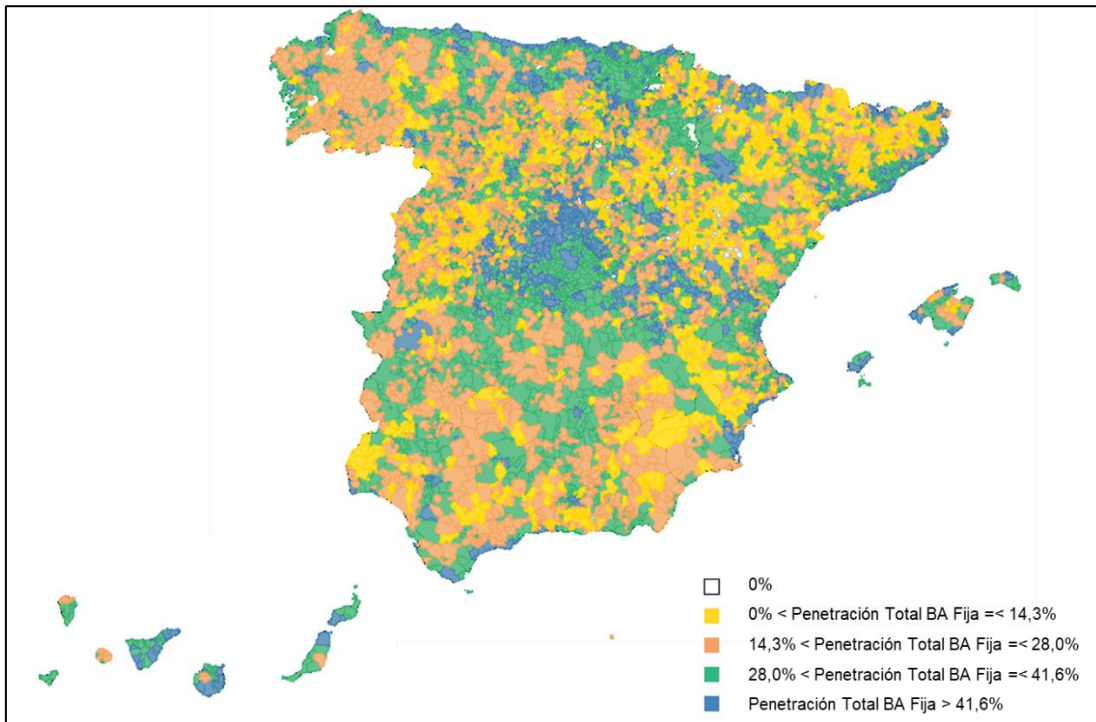 0%
0% < Penetración Total BA Fija =< 14,3%
14,3% < Penetración Total BA Fija =< 28,0%
28,0% < Penetración Total BA Fija =< 41,6%
Penetración Total BA Fija > 41,6%